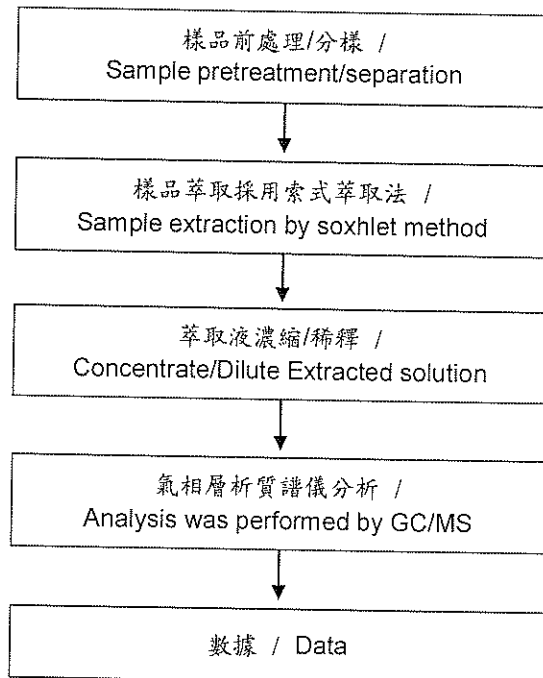 樣品前處理/分樣 /
Sample pretreatment/separation
樣品萃取採用索式萃取法 /
Sample extraction by soxhlet method
萃取液濃縮/稀釋 /
Concentrate/Dilute Extracted solution
氣相層析質譜儀分析 /
Analysis was performed by GC/MS
數據 / Data